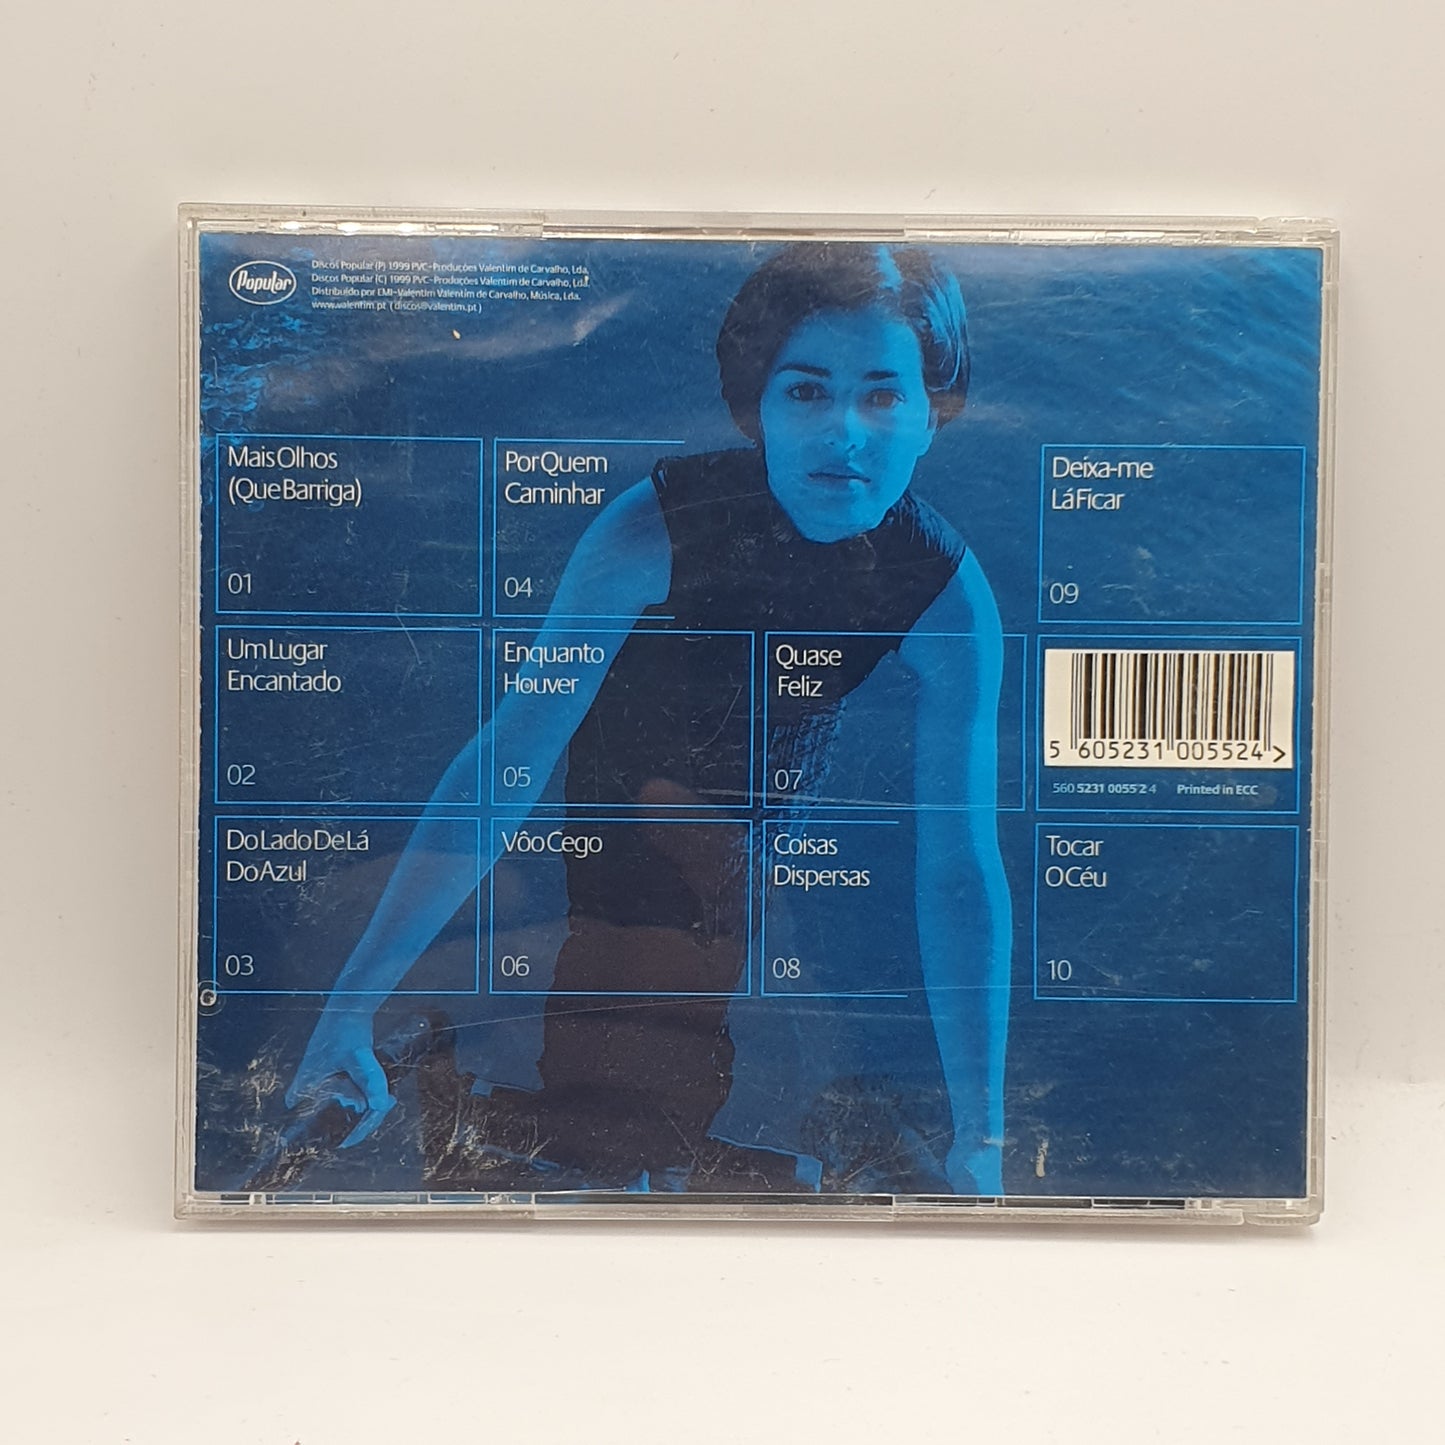 Popular
Discos Popular (P) 1999 PVC-Produções Valentim de Carvalho, Lda.
Discos Popular (C) 1999 PVC-Produções Valentim de Carvalho, Lda.
Distribuído por EMI-Valentim Valentim de Carvalho, Música, Lda.
www.valentim.pt (discos@valentim.pt)
Mais Olhos
(Que Barriga)
01
Um Lugar
Encantado
02
Do Lado De Lá
Do Azul
03
Por Quem
Caminhar
04
Enquanto
Houver
05
Vôo Cego
06
Quase
Feliz
07
Coisas
Dispersas
08
Deixa-me
Lá Ficar
09
5 605231 005524 >
560 5231 0055 2 4 Printed in ECC
Tocar
O Céu
10